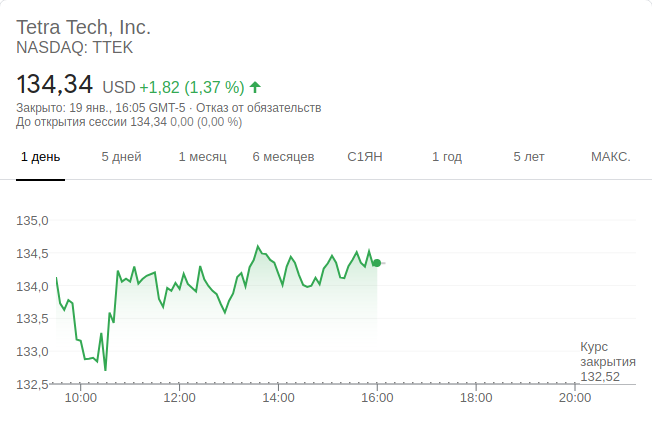 Tetra Tech, Inc.
NASDAQ: TTEK
134,34 USD +1,82 (1,37 %)
Закрыто: 19 янв., 16:05 GMT-5 · Отказ от обязательств
До открытия сессии 134,34 0,00 (0,00 %)
1 день 5 дней 1 месяц 6 месяцев С1ЯН 1 год 5 лет МАКС.
135,0
134,5
134,0
133,5
133,0
Курс
закрытия
132,52
132,5
10:00 12:00 14:00 16:00 18:00 20:00